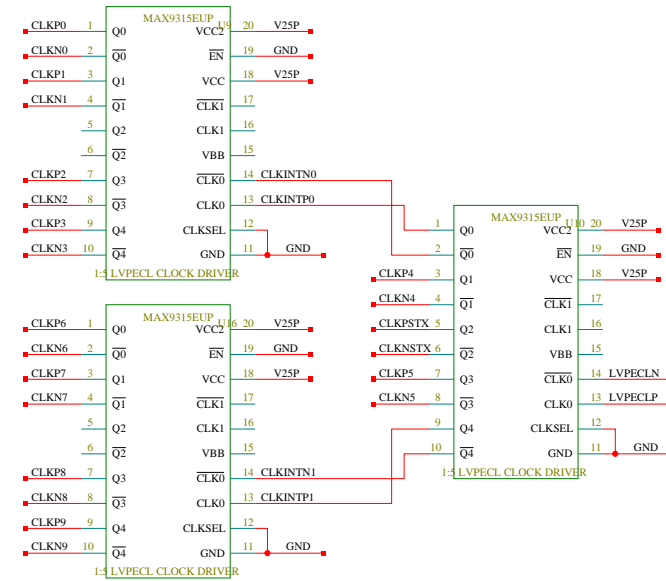 MAX9315EUP
U9
CLKP0 1 Q0 VCC2 20 V25P
CLKN0 2 Q0 EN 19 GND
CLKP1 3 Q1 VCC 18 V25P
CLKN1 4 Q1 CLK1 17
5 Q2 CLK1 16
6 Q2 VBB 15
CLKP2 7 Q3 CLK0 14 CLKINTN0
CLKN2 8 Q3 CLK0 13 CLKINTP0
CLKP3 9 Q4 CLKSEL 12
CLKN3 10 Q4 GND 11 GND
1:5 LVPECL CLOCK DRIVER
MAX9315EUP
U10
1 Q0 VCC2 20 V25P
2 Q0 EN 19 GND
CLKP4 3 Q1 VCC 18 V25P
CLKN4 4 Q1 CLK1 17
CLKPSTX 5 Q2 CLK1 16
CLKNSTX 6 Q2 VBB 15
CLKP5 7 Q3 CLK0 14 LVPECLN
CLKN5 8 Q3 CLK0 13 LVPECLP
9 Q4 CLKSEL 12
10 Q4 GND 11 GND
1:5 LVPECL CLOCK DRIVER
MAX9315EUP
U16
CLKP6 1 Q0 VCC2 20 V25P
CLKN6 2 Q0 EN 19 GND
CLKP7 3 Q1 VCC 18 V25P
CLKN7 4 Q1 CLK1 17
5 Q2 CLK1 16
6 Q2 VBB 15
CLKP8 7 Q3 CLK0 14 CLKINTN1
CLKN8 8 Q3 CLK0 13 CLKINTP1
CLKP9 9 Q4 CLKSEL 12
CLKN9 10 Q4 GND 11 GND
1:5 LVPECL CLOCK DRIVER